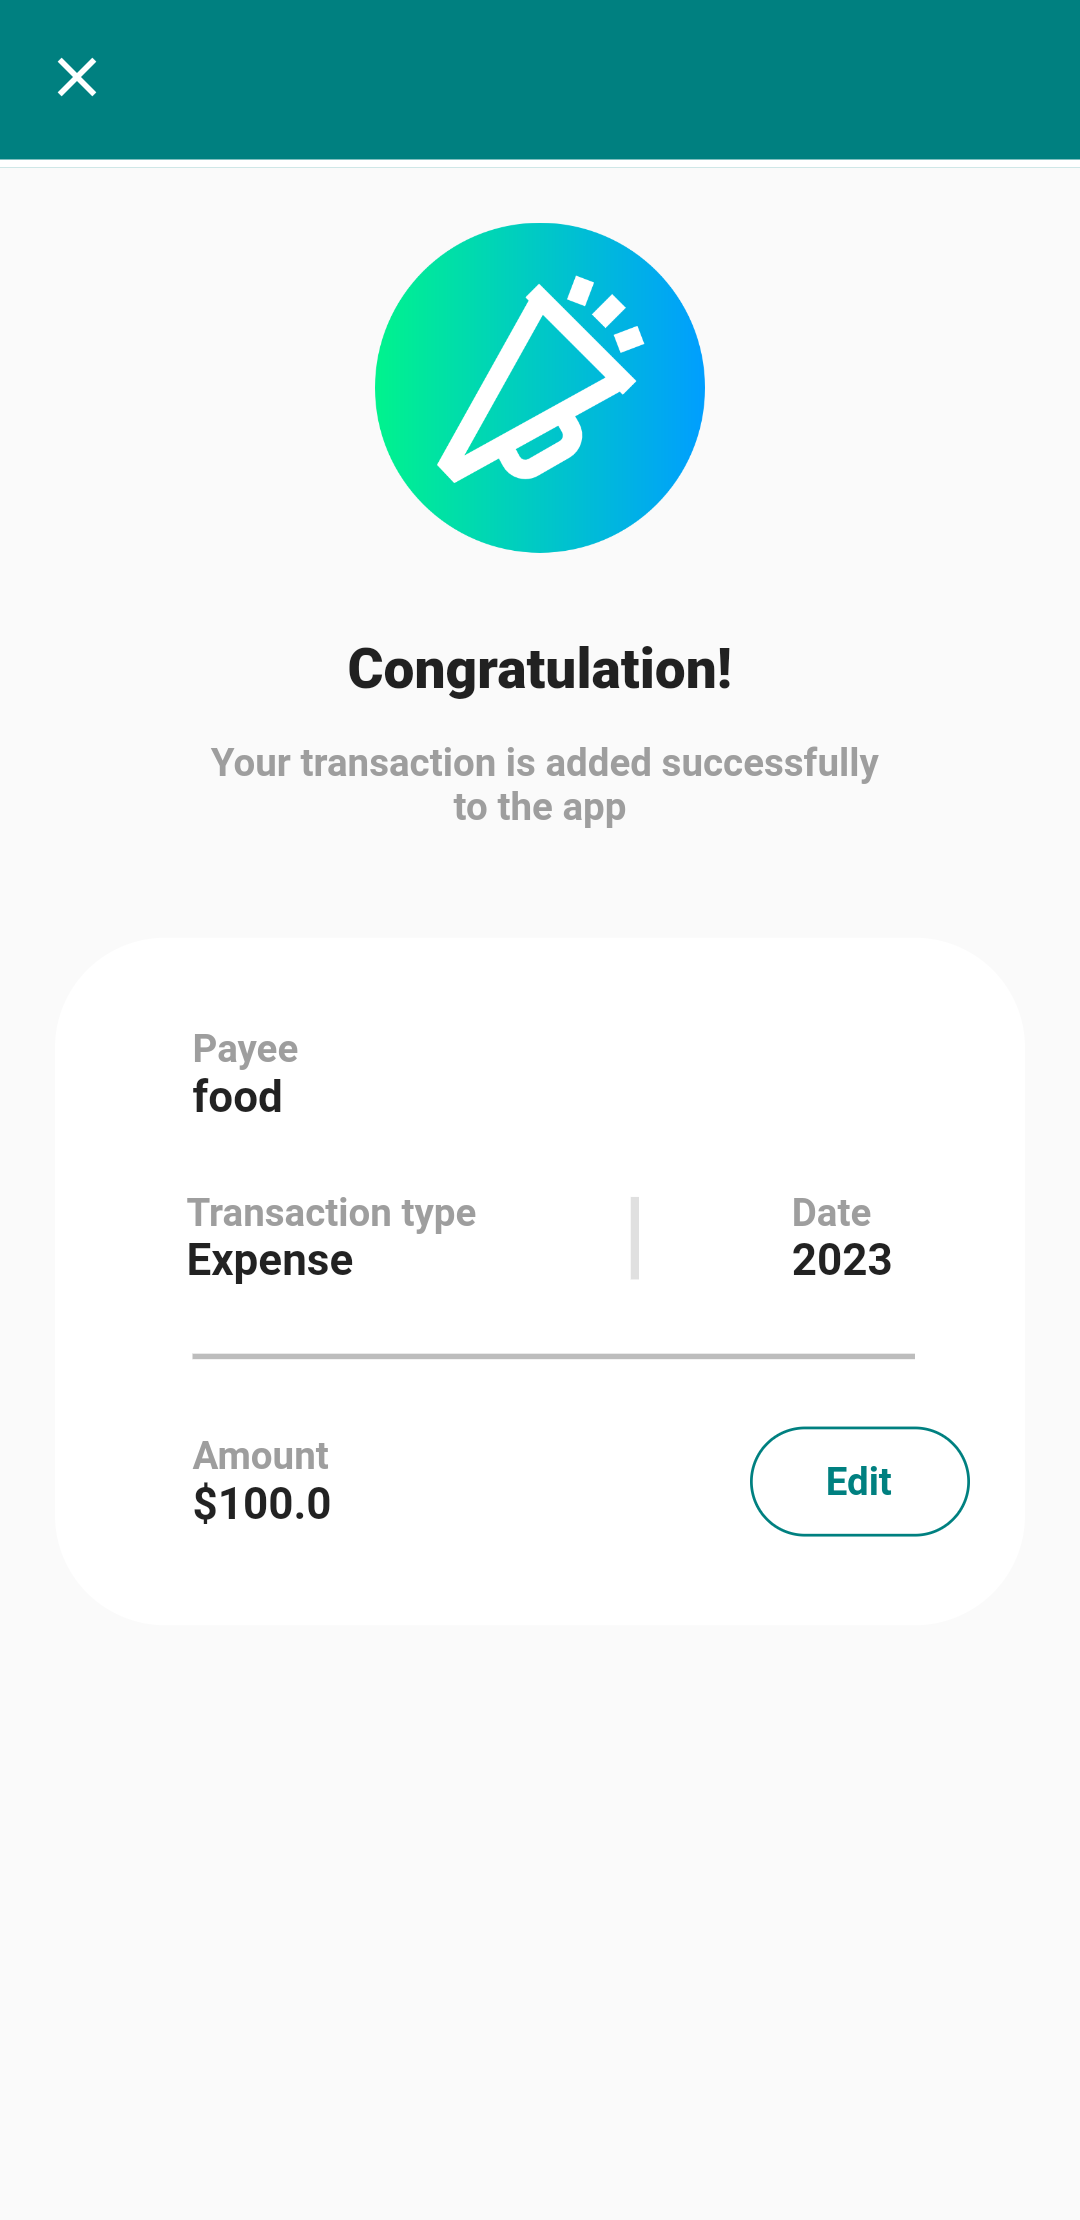 Congratulation!
Your transaction is added successfully
to the app
Payee
food
Transaction type
Expense
Date
2023
Amount
$100.0
Edit